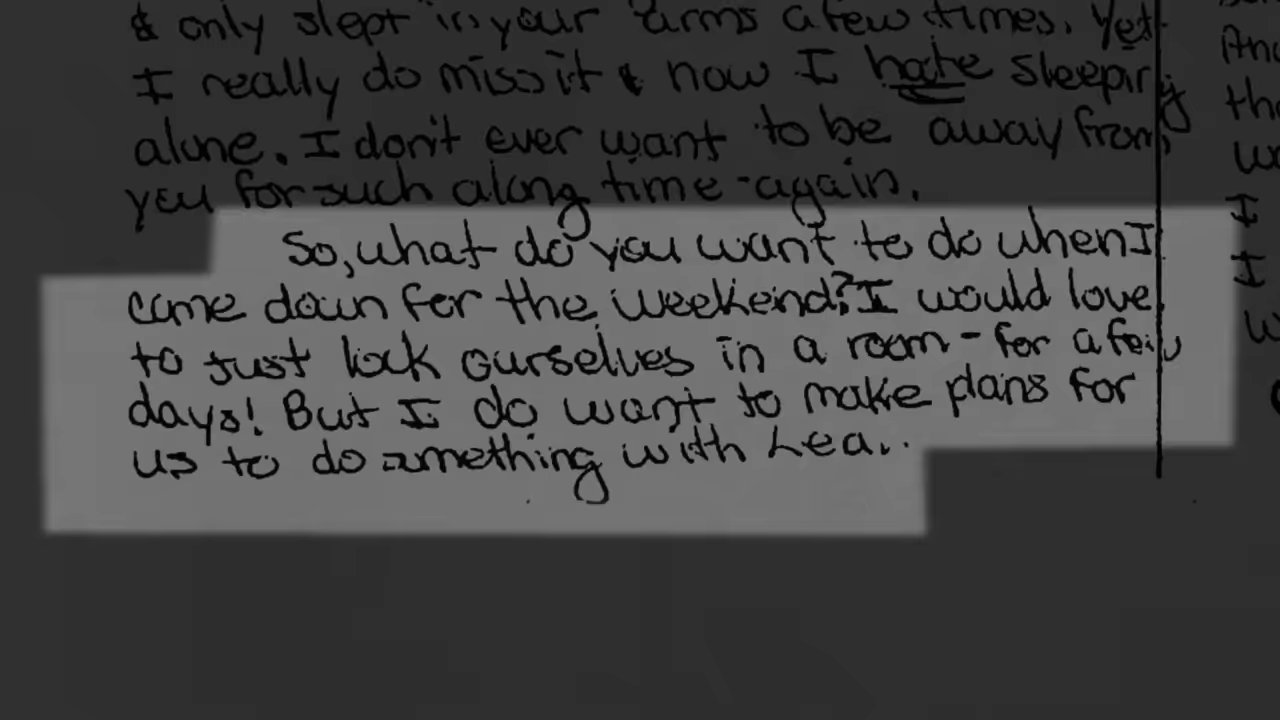 & only slept in your arms a few times. Yet
I really do miss it & now I hate sleeping
alone. I don't ever want to be away from
you for such along time - again.
So, what do you want to do when I
come down for the weekend? I would love
to just lock ourselves in a room - for a few
days! But I do want to make plans for
us to do something with Lea..
And
I
I